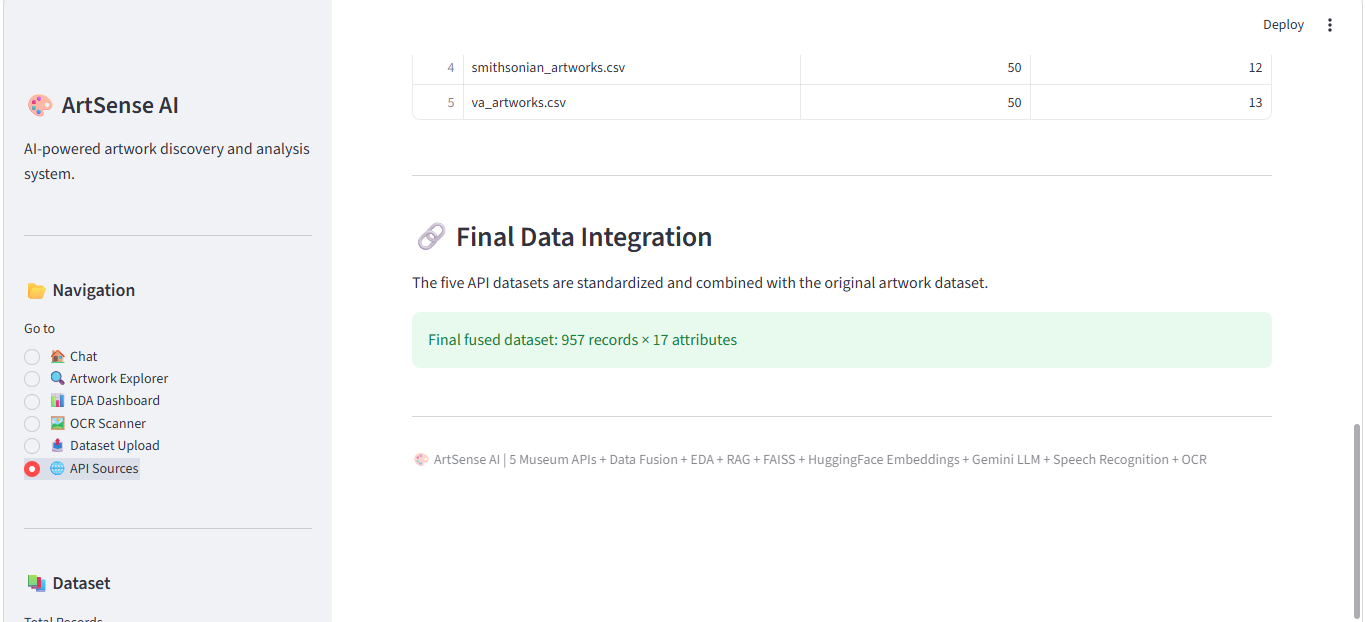 Deploy
ArtSense AI
AI-powered artwork discovery and analysis
system.
Navigation
Go to
Chat
Artwork Explorer
EDA Dashboard
OCR Scanner
Dataset Upload
API Sources
Dataset
Total Records
4 smithsonian_artworks.csv 50 12
5 va_artworks.csv 50 13
Final Data Integration
The five API datasets are standardized and combined with the original artwork dataset.
Final fused dataset: 957 records × 17 attributes
ArtSense AI | 5 Museum APIs + Data Fusion + EDA + RAG + FAISS + HuggingFace Embeddings + Gemini LLM + Speech Recognition + OCR